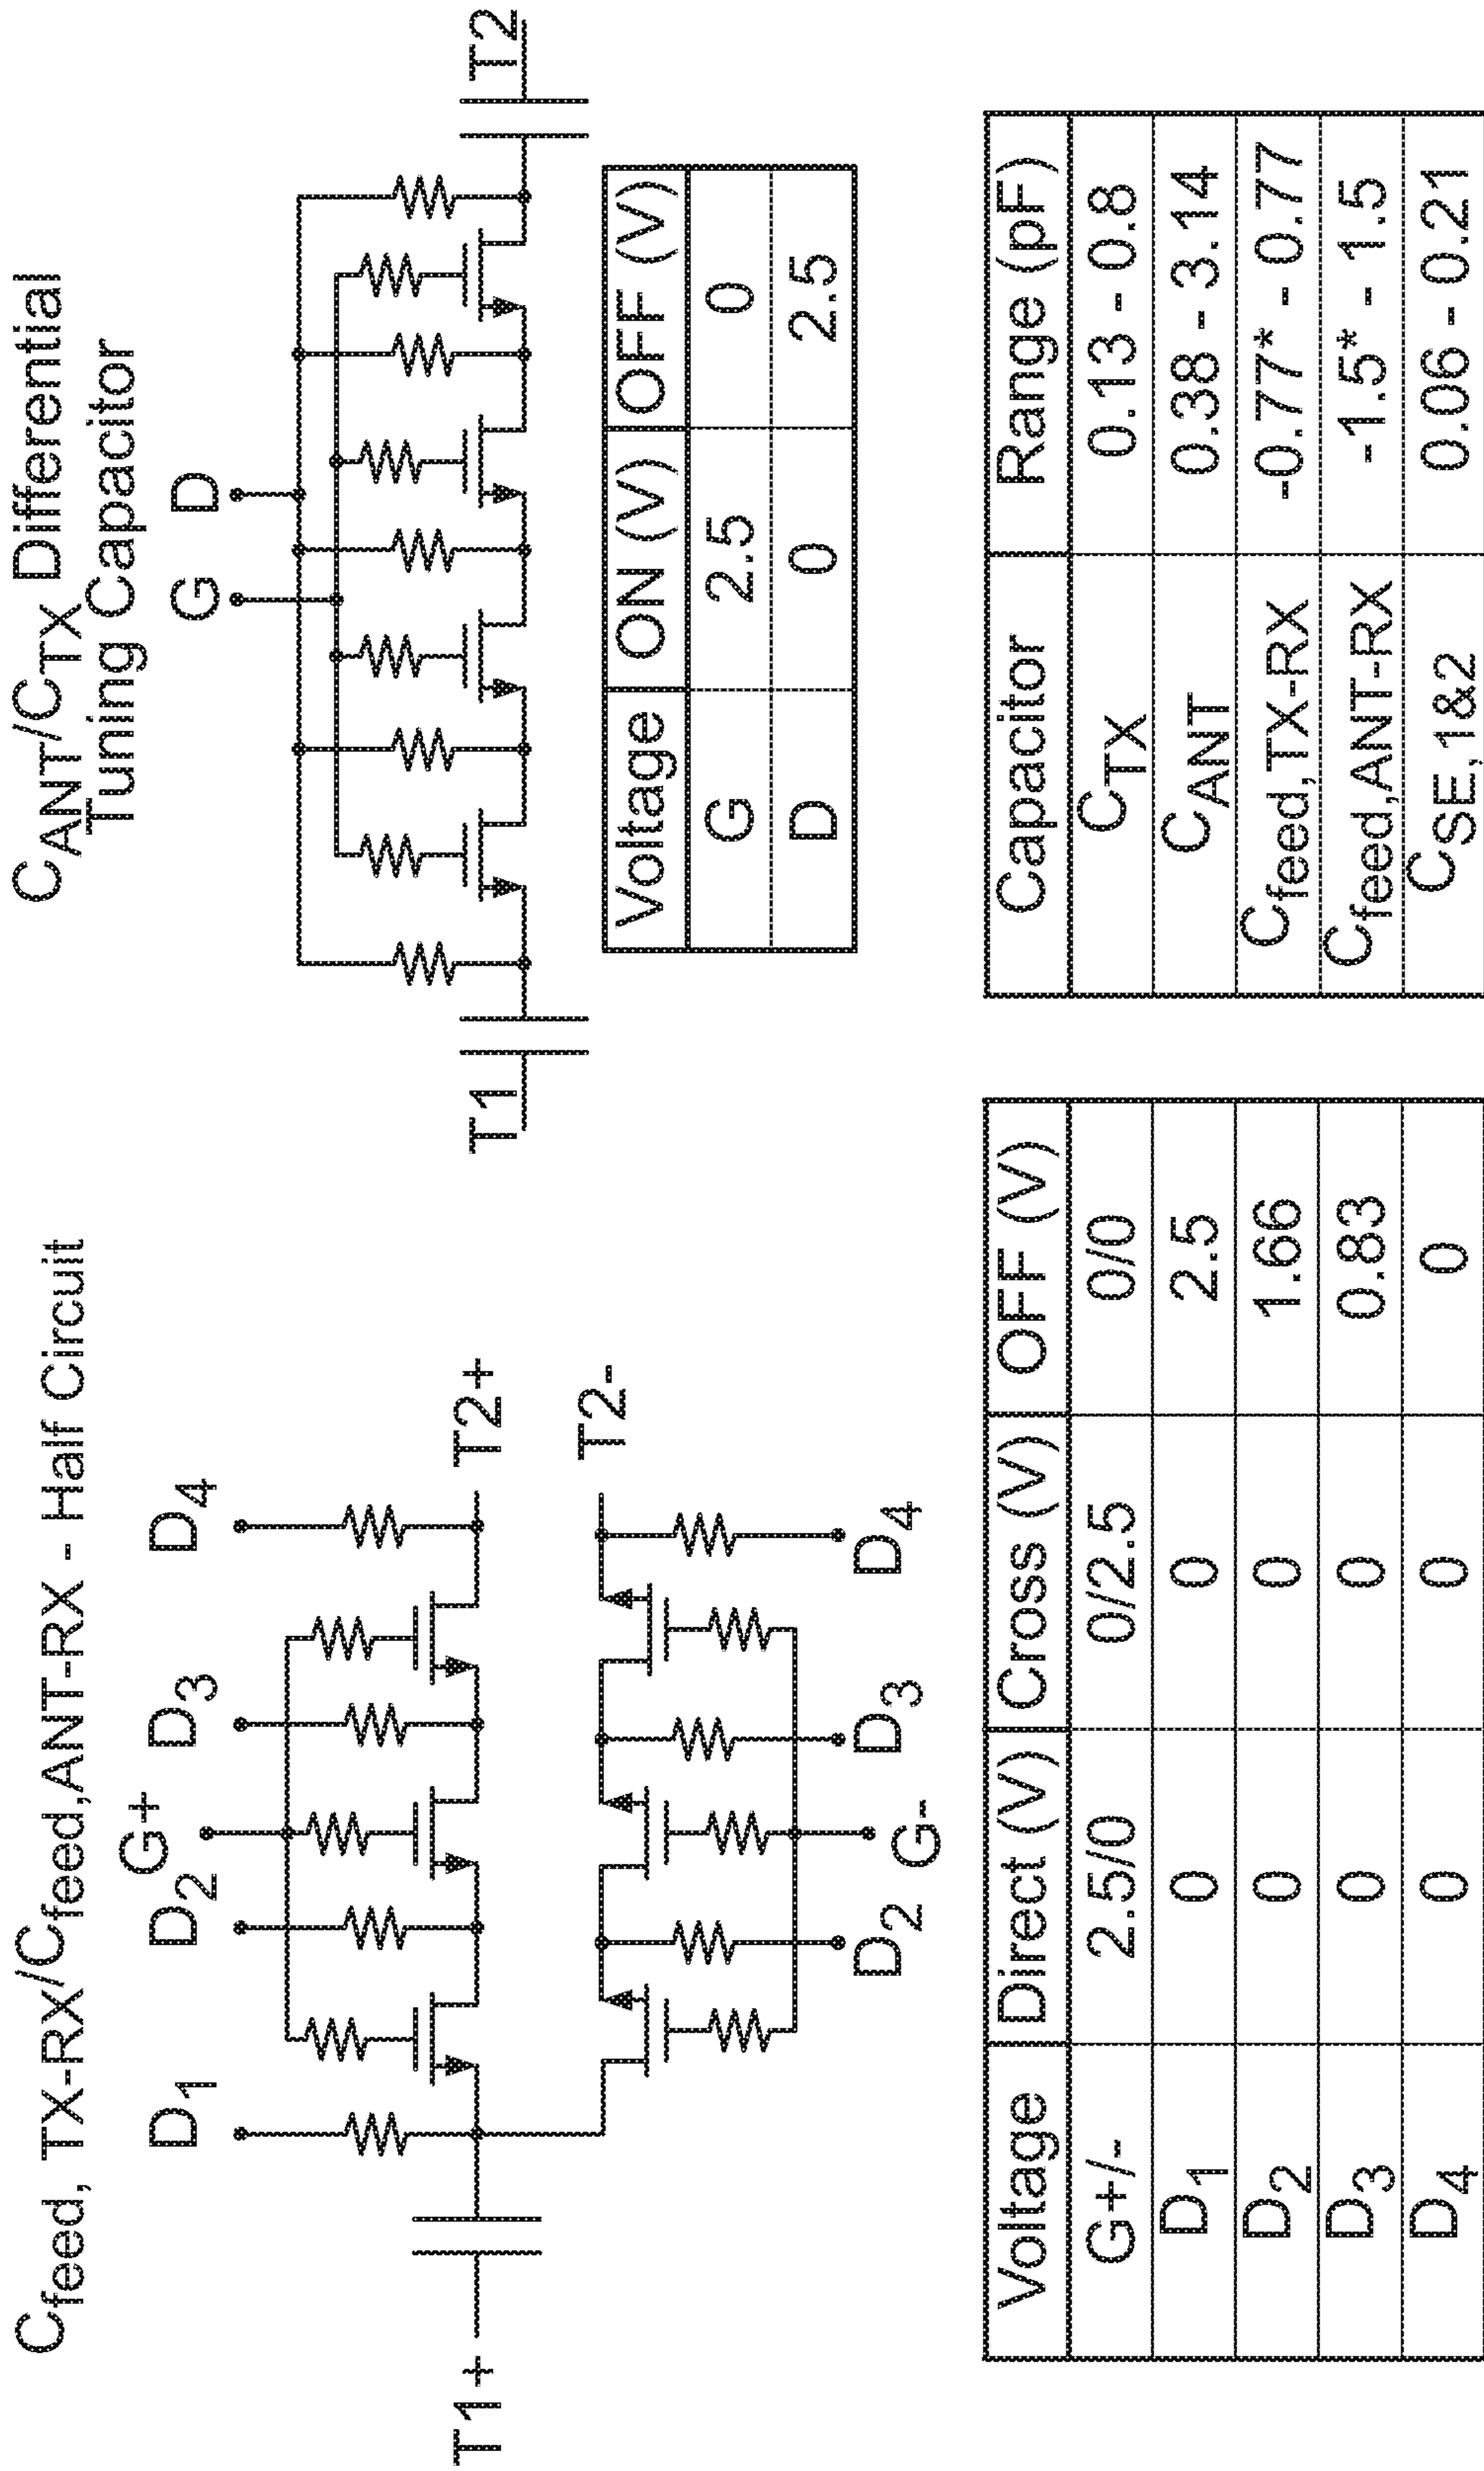 Cfeed, TX-RX/Cfeed,ANT-RX - Half Circuit
D1
D2
G+
D3
D4
T1+
T2+
T2-
D2
G-
D3
D4
Voltage Direct (V) Cross (V) OFF (V)
G+/- 2.5/0 0/2.5 0/0
D1 0 0 2.5
D2 0 0 1.66
D3 0 0 0.83
D4 0 0 0
CANT/CTX Differential
Tuning Capacitor
G
D
T1
T2
Voltage ON (V) OFF (V)
G 2.5 0
D 0 2.5
Capacitor Range (pF)
CTX 0.13 - 0.8
CANT 0.38 - 3.14
Cfeed,TX-RX -0.77* - 0.77
Cfeed,ANT-RX -1.5* - 1.5
CSE, 1&2 0.06 - 0.21